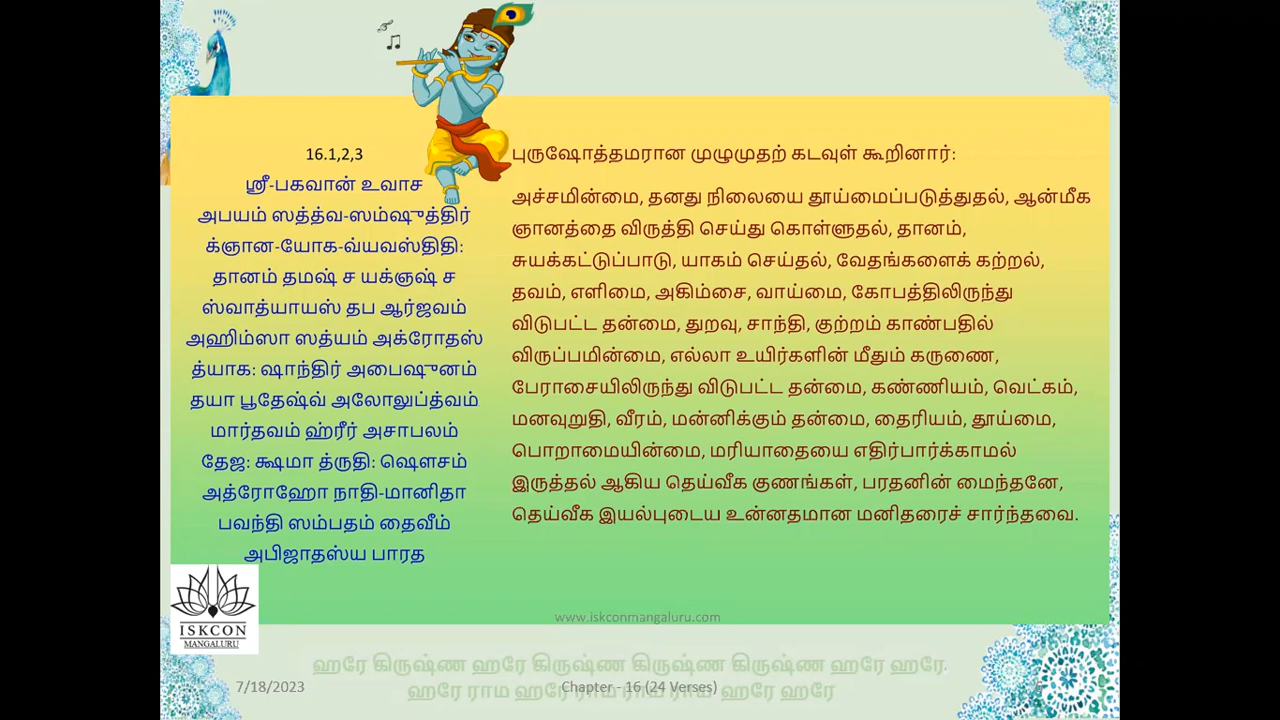 16.1,2,3
ஸ்ரீ-பகவான் உவாச
அபயம் ஸத்த்வ-ஸம்ஷுத்திர்
க்ஞான-யோக-வ்யவஸ்திதி:
தானம் தமஷ் ச யக்ஞஷ் ச
ஸ்வாத்யாயஸ் தப ஆர்ஜவம்
அஹிம்ஸா ஸத்யம் அக்ரோதஸ்
த்யாக: ஷாந்திர் அபைஷுனம்
தயா பூதேஷ்வ் அலோலுப்த்வம்
மார்தவம் ஹ்ரீர் அசாபலம்
தேஜ: க்ஷமா த்ருதி: ஷௌசம்
அத்ரோஹோ நாதி-மானிதா
பவந்தி ஸம்பதம் தைவீம்
அபிஜாதஸ்ய பாரத
புருஷோத்தமரான முழுமுதற் கடவுள் கூறினார்:
அச்சமின்மை, தனது நிலையை தூய்மைப்படுத்துதல், ஆன்மீக
ஞானத்தை விருத்தி செய்து கொள்ளுதல், தானம்,
சுயக்கட்டுப்பாடு, யாகம் செய்தல், வேதங்களைக் கற்றல்,
தவம், எளிமை, அகிம்சை, வாய்மை, கோபத்திலிருந்து
விடுபட்ட தன்மை, துறவு, சாந்தி, குற்றம் காண்பதில்
விருப்பமின்மை, எல்லா உயிர்களின் மீதும் கருணை,
பேராசையிலிருந்து விடுபட்ட தன்மை, கண்ணியம், வெட்கம்,
மனவுறுதி, வீரம், மன்னிக்கும் தன்மை, தைரியம், தூய்மை,
பொறாமையின்மை, மரியாதையை எதிர்பார்க்காமல்
இருத்தல் ஆகிய தெய்வீக குணங்கள், பரதனின் மைந்தனே,
தெய்வீக இயல்புடைய உன்னதமான மனிதரைச் சார்ந்தவை.
ISKCON
MANGALURU
www.iskconmangaluru.com
ஹரே கிருஷ்ண ஹரே கிருஷ்ண கிருஷ்ண கிருஷ்ண ஹரே ஹரே
ஹரே ராம ஹரே ராம ராம ராம ஹரே ஹரே
7/18/2023
Chapter - 16 (24 Verses)